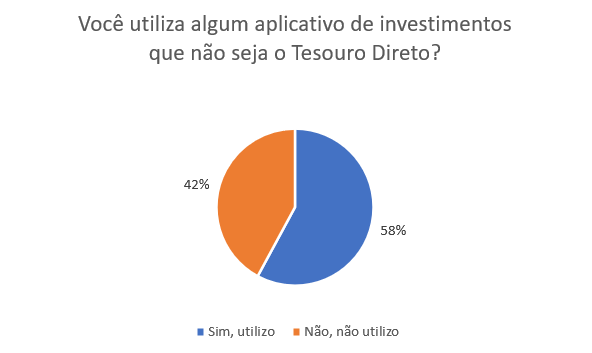 Você utiliza algum aplicativo de investimentos
que não seja o Tesouro Direto?
42%
58%
Sim, utilizo Não, não utilizo